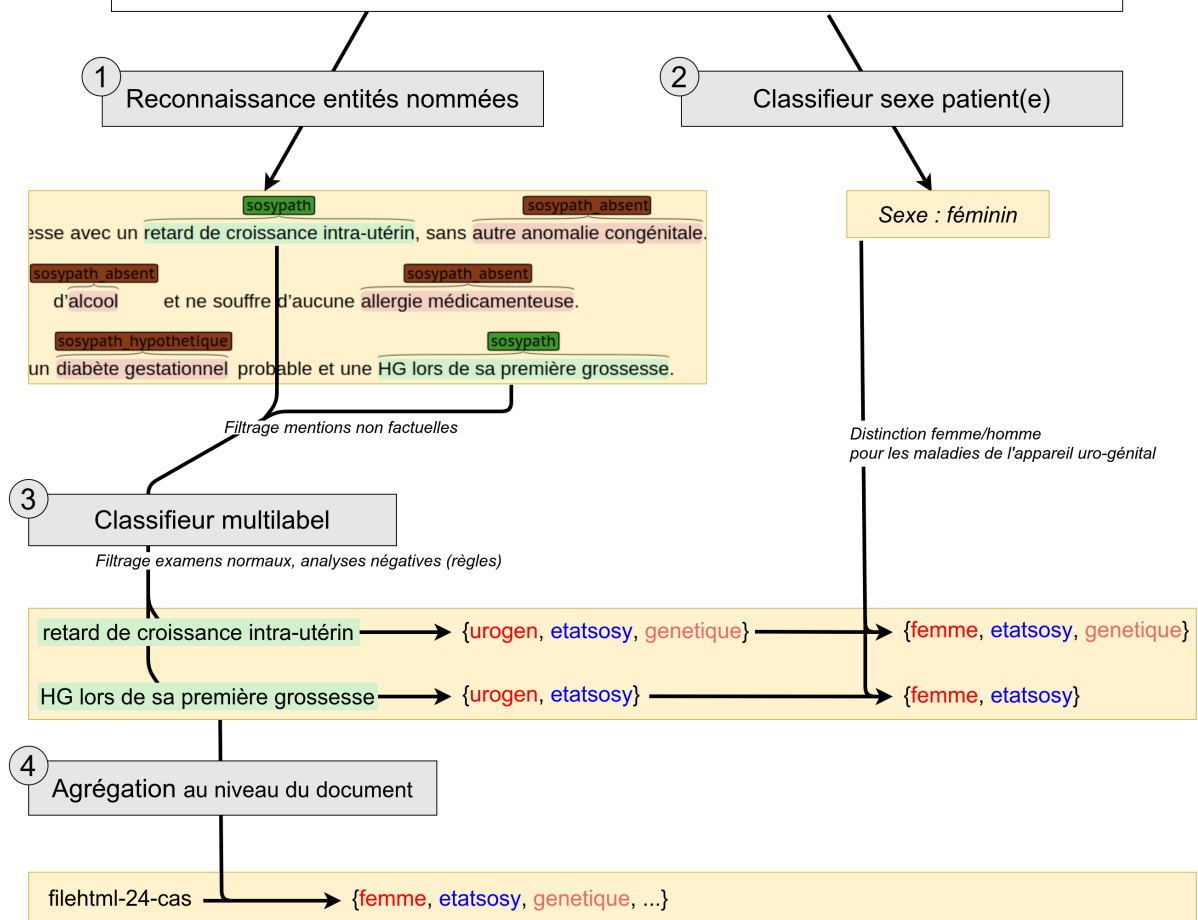 1
Reconnaissance entités nommées
2
Classifieur sexe patient(e)
sosypath
sosypath_absent
esse avec un retard de croissance intra-utérin, sans autre anomalie congénitale.
Sexe : féminin
sosypath_absent
sosypath_absent
d'alcool et ne souffre d'aucune allergie médicamenteuse.
sosypath_hypothetique
sosypath
un diabète gestationnel probable et une HG lors de sa première grossesse.
Filtrage mentions non factuelles
Distinction femme/homme
pour les maladies de l'appareil uro-génital
3
Classifieur multilabel
Filtrage examens normaux, analyses négatives (règles)
retard de croissance intra-utérin {urogen, etatsosy, genetique} {femme, etatsosy, genetique}
HG lors de sa première grossesse {urogen, etatsosy} {femme, etatsosy}
4
Agrégation au niveau du document
filehtml-24-cas {femme, etatsosy, genetique, ...}